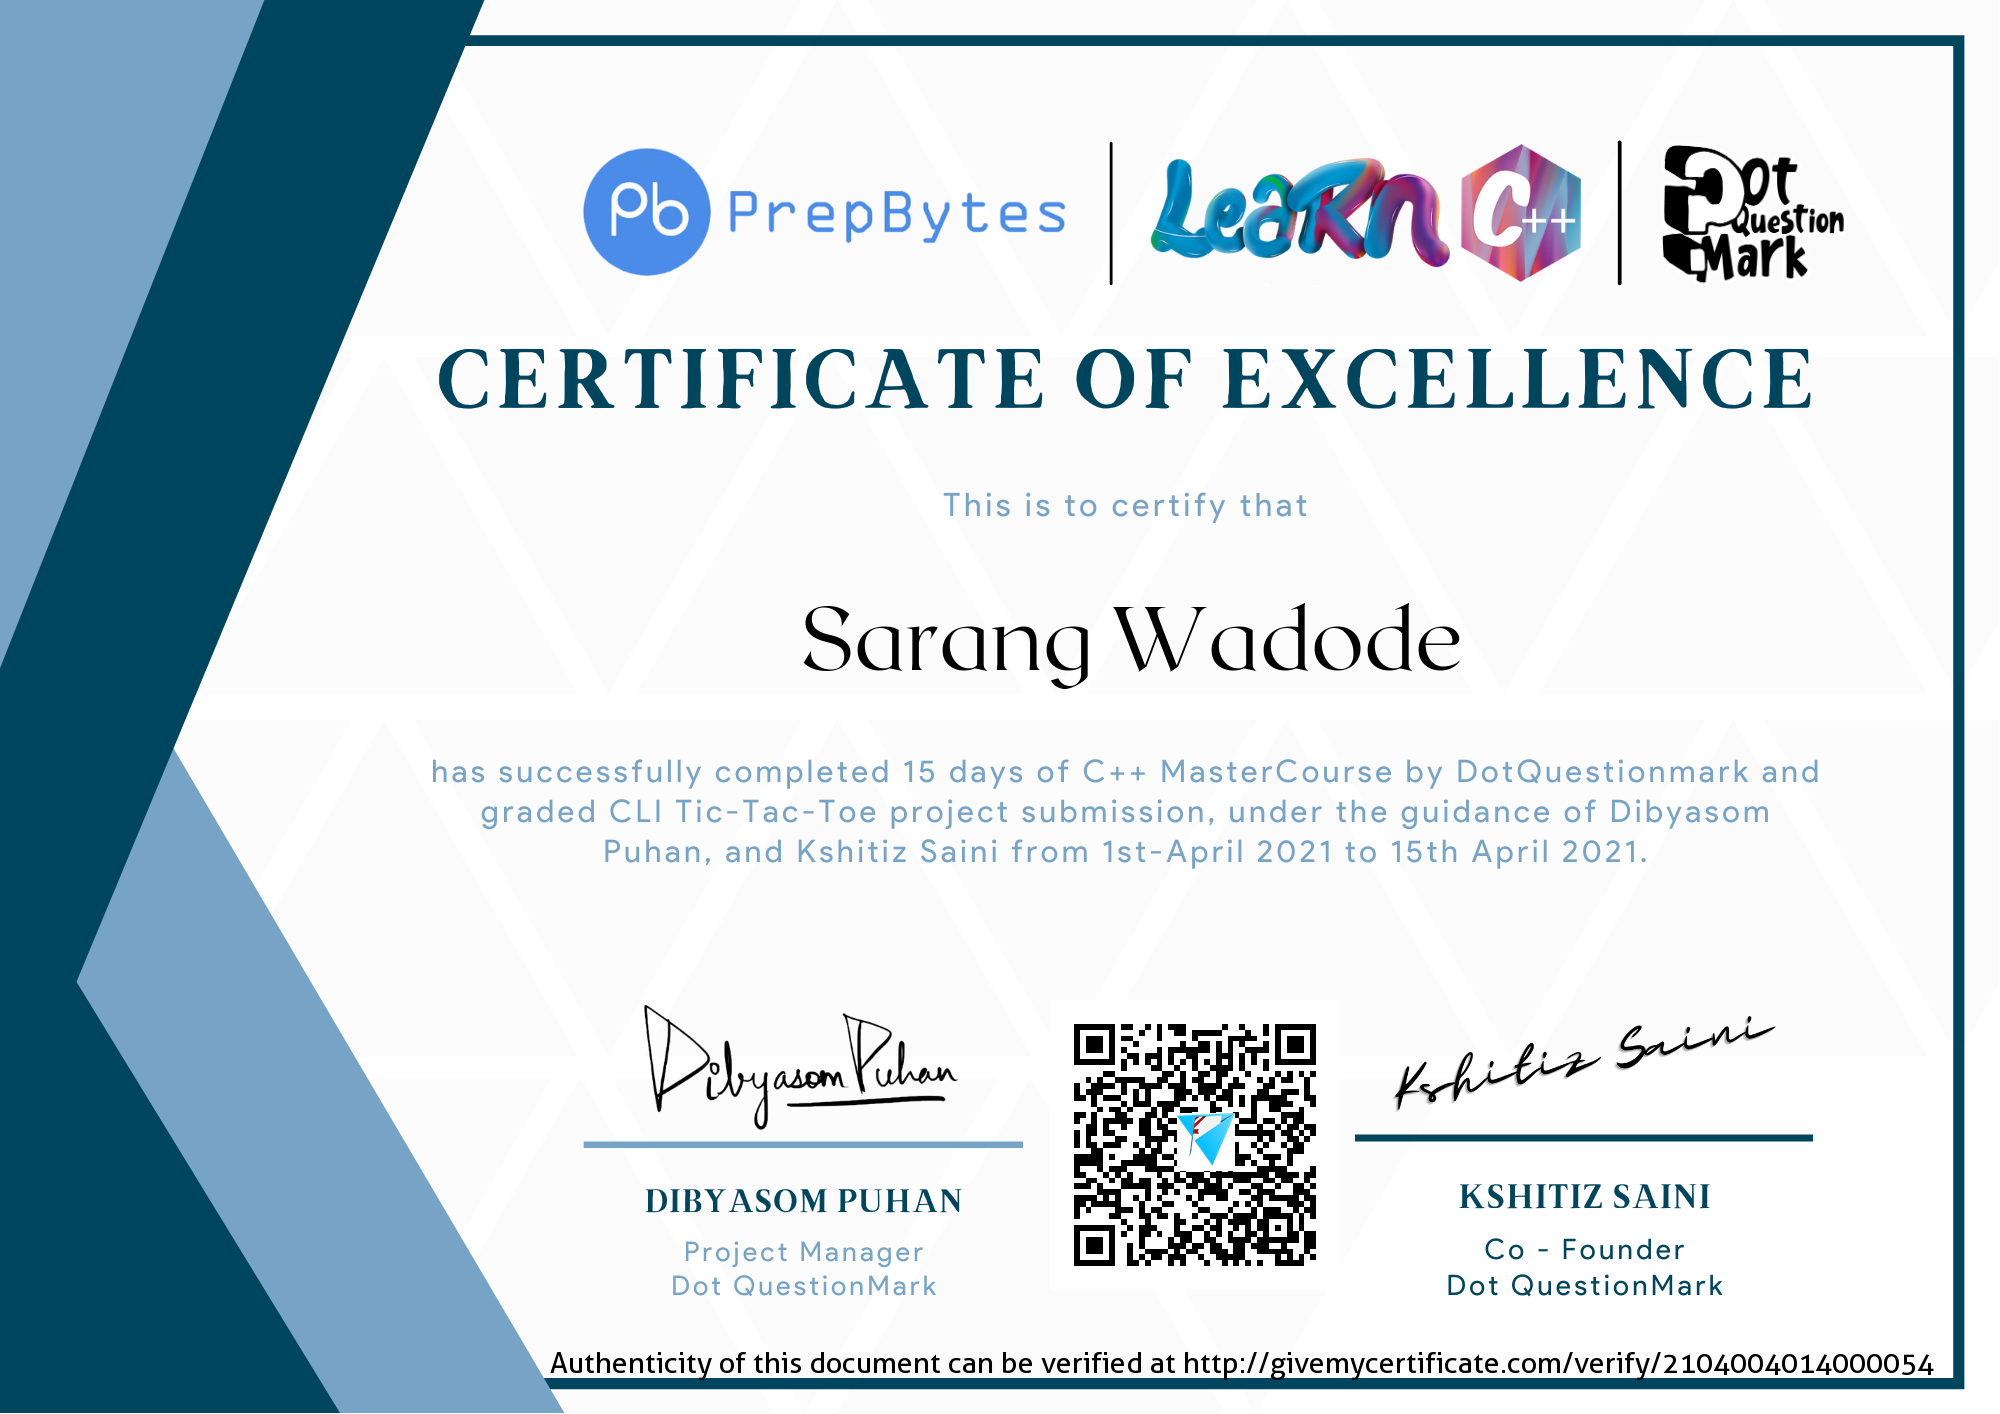 Pb PrepBytes LeaRn C++ Dot Question Mark
CERTIFICATE OF EXCELLENCE
This is to certify that
Sarang Wadode
has successfully completed 15 days of C++ MasterCourse by DotQuestionmark and
graded CLI Tic-Tac-Toe project submission, under the guidance of Dibyasom
Puhan, and Kshitiz Saini from 1st-April 2021 to 15th April 2021.
Dibyasom Puhan
Kshitiz Saini
DIBYASOM PUHAN
Project Manager
Dot QuestionMark
KSHITIZ SAINI
Co - Founder
Dot QuestionMark
Authenticity of this document can be verified at http://givemycertificate.com/verify/2104004014000054